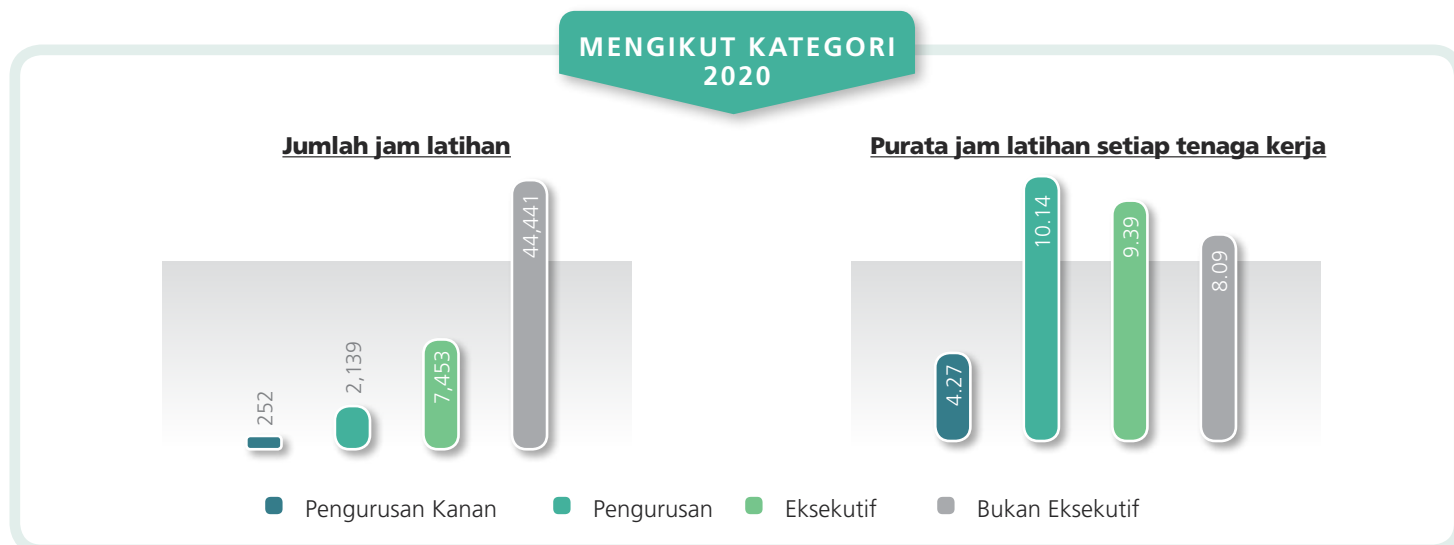 MENGIKUT KATEGORI
2020
Jumlah jam latihan
252
2,139
7,453
44,441
Purata jam latihan setiap tenaga kerja
4.27
10.14
9.39
8.09
Pengurusan Kanan
Pengurusan
Eksekutif
Bukan Eksekutif